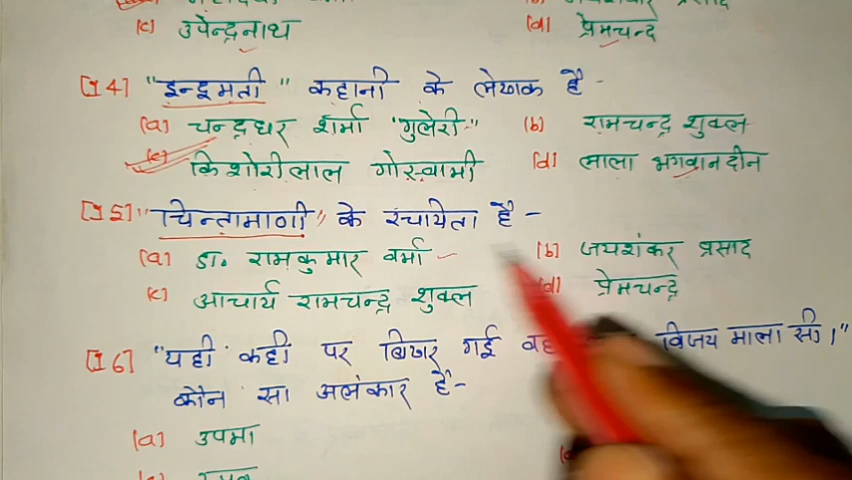 [c] उपेन्द्रनाथ [d] प्रेमचन्द
[14] "इन्दुमती" कहानी के लेखक है -
[a] चन्द्रधर शर्मा "गुलेरी" [b] रामचन्द्र शुक्ल
[c] किशोरीलाल गोस्वामी [d] लाला भगवानदीन
[15] "चिन्तामणी" के रचयिता है -
[a] डा. रामकुमार वर्मा [b] जयशंकर प्रसाद
[c] आचार्य रामचन्द्र शुक्ल [d] प्रेमचन्द्र
[16] "यही कहीं पर बिखर गई वह विजय माला सी।"
कौन सा अलंकार है-
[a] उपमा